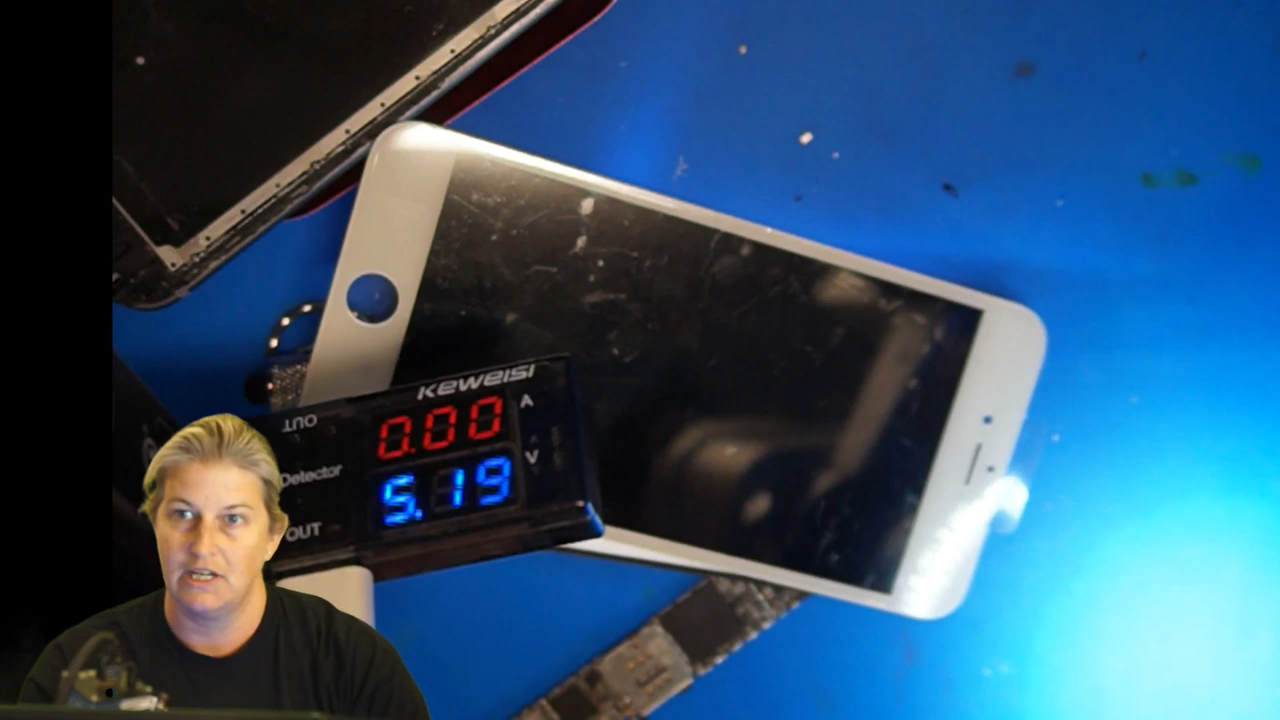 KEWEISI
OUT
0.00 A
Detector
5.19 V
OUT